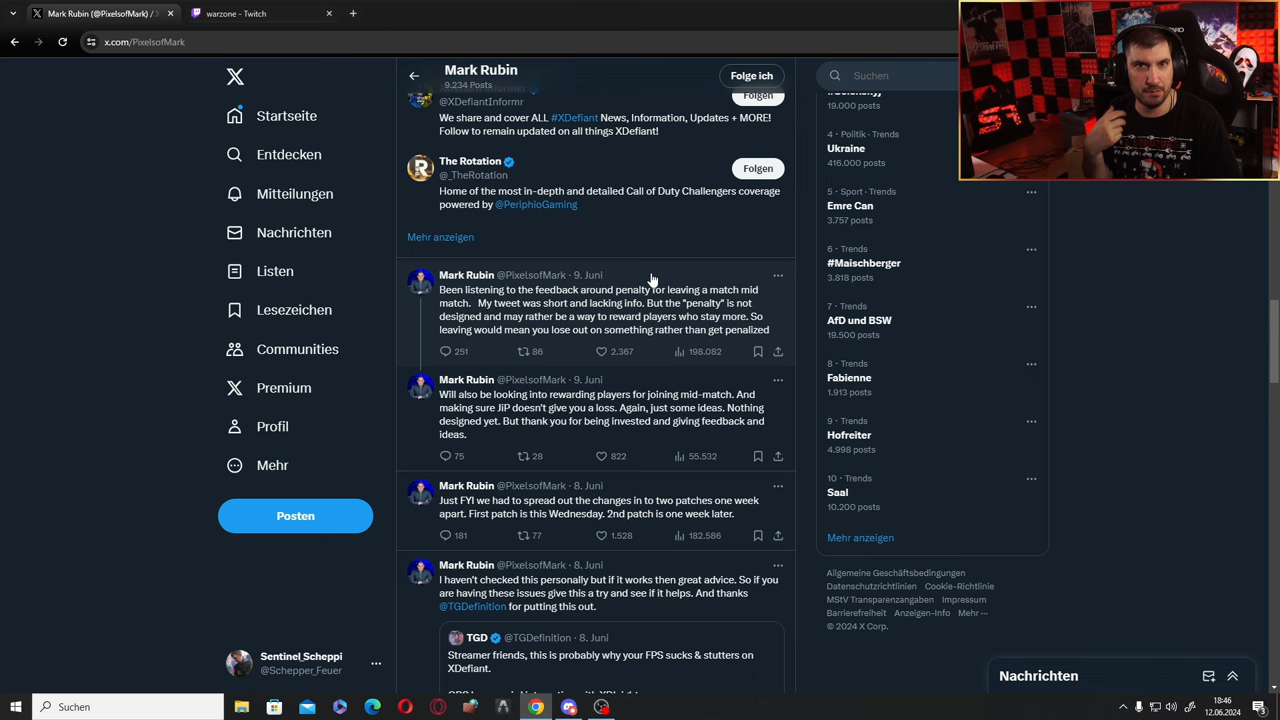 Mark Rubin (@PixelsofMark) / X
warzone - Twitch
x.com/PixelsofMark
Mark Rubin
9.234 Posts
Folge ich
Suchen
Startseite
Entdecken
Mitteilungen
Nachrichten
Listen
Lesezeichen
Communities
Premium
Profil
Mehr
Posten
Sentinel_Scheppi
@Schepper_Feuer
@XDefiantInformr
Folgen
We share and cover ALL #XDefiant News, Information, Updates + MORE!
Follow to remain updated on all things XDefiant!
The Rotation
@_TheRotation
Folgen
Home of the most in-depth and detailed Call of Duty Challengers coverage
powered by @PeriphioGaming
Mehr anzeigen
Mark Rubin @PixelsofMark · 9. Juni
Been listening to the feedback around penalty for leaving a match mid
match. My tweet was short and lacking info. But the "penalty" is not
designed and may rather be a way to reward players who stay more. So
leaving would mean you lose out on something rather than get penalized
251 86 2.367 198.082
Mark Rubin @PixelsofMark · 9. Juni
Will also be looking into rewarding players for joining mid-match. And
making sure JiP doesn't give you a loss. Again, just some ideas. Nothing
designed yet. But thank you for being invested and giving feedback and
ideas.
75 28 822 55.532
Mark Rubin @PixelsofMark · 8. Juni
Just FYI we had to spread out the changes in to two patches one week
apart. First patch is this Wednesday. 2nd patch is one week later.
181 77 1.528 182.586
Mark Rubin @PixelsofMark · 8. Juni
I haven't checked this personally but if it works then great advice. So if you
are having these issues give this a try and see if it helps. And thanks
@TGDefinition for putting this out.
TGD @TGDefinition · 8. Juni
Streamer friends, this is probably why your FPS sucks & stutters on
XDefiant.
19.000 posts
4 · Politik · Trends
Ukraine
416.000 posts
5 · Sport · Trends
Emre Can
3.757 posts
6 · Trends
#Maischberger
3.818 posts
7 · Trends
AfD und BSW
19.500 posts
8 · Trends
Fabienne
1.913 posts
9 · Trends
Hofreiter
4.998 posts
10 · Trends
Saal
10.200 posts
Mehr anzeigen
Allgemeine Geschäftsbedingungen
Datenschutzrichtlinien Cookie-Richtlinie
MStV Transparenzangaben Impressum
Barrierefreiheit Anzeigen-Info Mehr ···
© 2024 X Corp.
Nachrichten
Suchen
18:46
12.06.2024
3